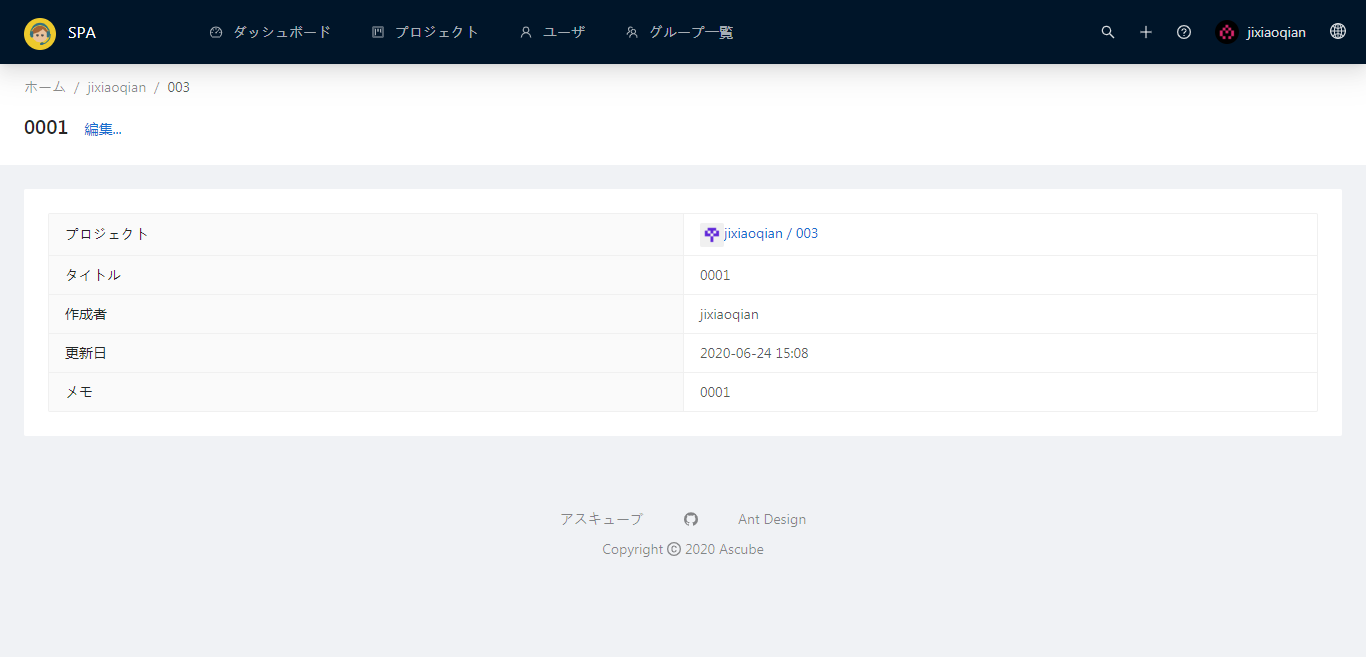 SPA ダッシュボード プロジェクト ユーザ グループ一覧 jixiaoqian
ホーム / jixiaoqian / 003
0001 編集...
プロジェクト jixiaoqian / 003
タイトル 0001
作成者 jixiaoqian
更新日 2020-06-24 15:08
メモ 0001
アスキューブ Ant Design
Copyright © 2020 Ascube